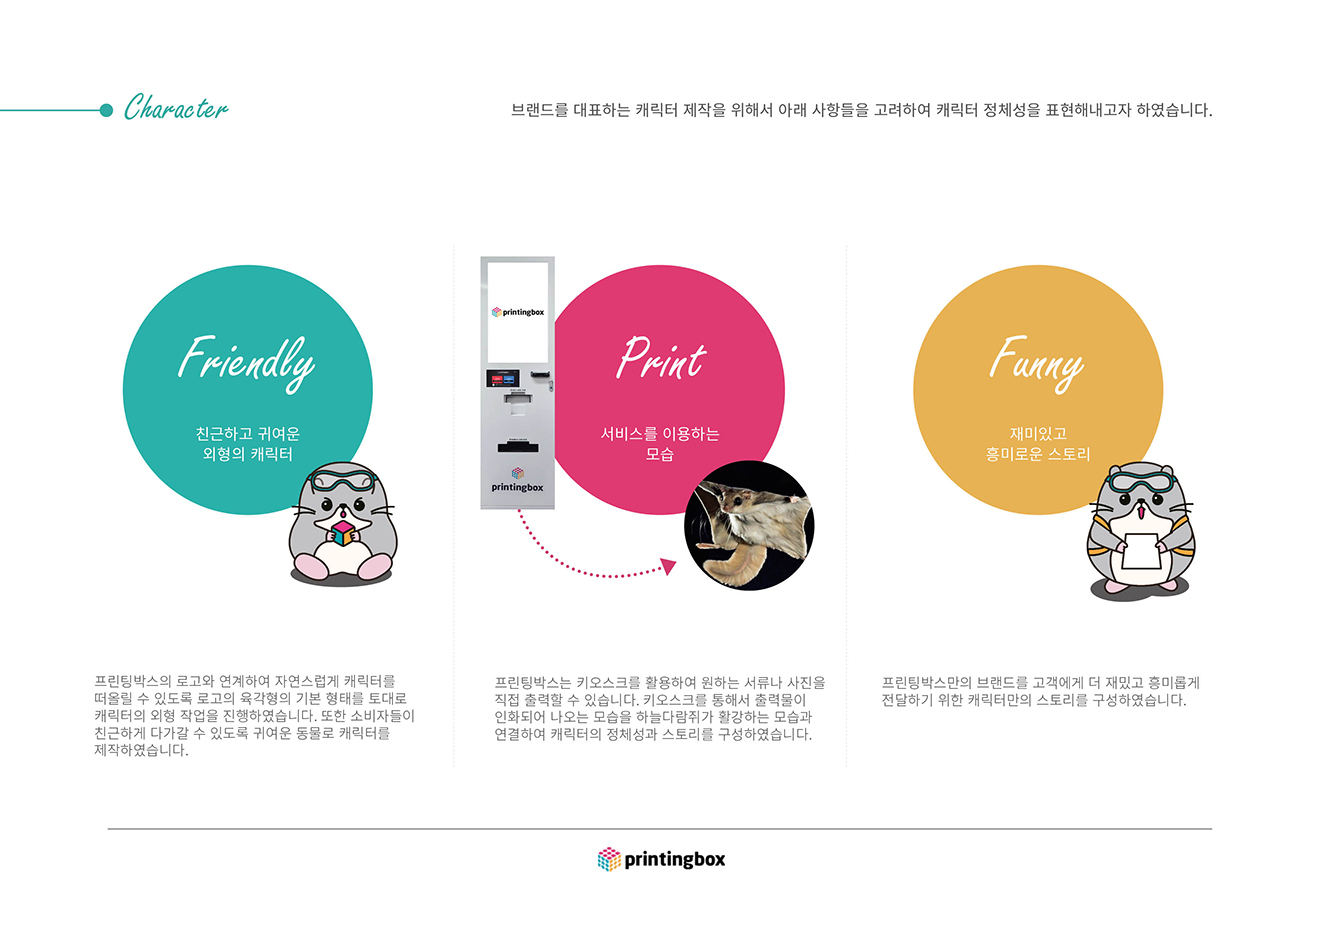 Character
브랜드를 대표하는 캐릭터 제작을 위해서 아래 사항들을 고려하여 캐릭터 정체성을 표현해내고자 하였습니다.
Friendly
친근하고 귀여운
외형의 캐릭터
printingbox
printingbox
Print
서비스를 이용하는
모습
Funny
재미있고
흥미로운 스토리
프린팅박스의 로고와 연계하여 자연스럽게 캐릭터를
떠올릴 수 있도록 로고의 육각형의 기본 형태를 토대로
캐릭터의 외형 작업을 진행하였습니다. 또한 소비자들이
친근하게 다가갈 수 있도록 귀여운 동물로 캐릭터를
제작하였습니다.
프린팅박스는 키오스크를 활용하여 원하는 서류나 사진을
직접 출력할 수 있습니다. 키오스크를 통해서 출력물이
인화되어 나오는 모습을 하늘다람쥐가 활강하는 모습과
연결하여 캐릭터의 정체성과 스토리를 구성하였습니다.
프린팅박스만의 브랜드를 고객에게 더 재밌고 흥미롭게
전달하기 위한 캐릭터만의 스토리를 구성하였습니다.
printingbox